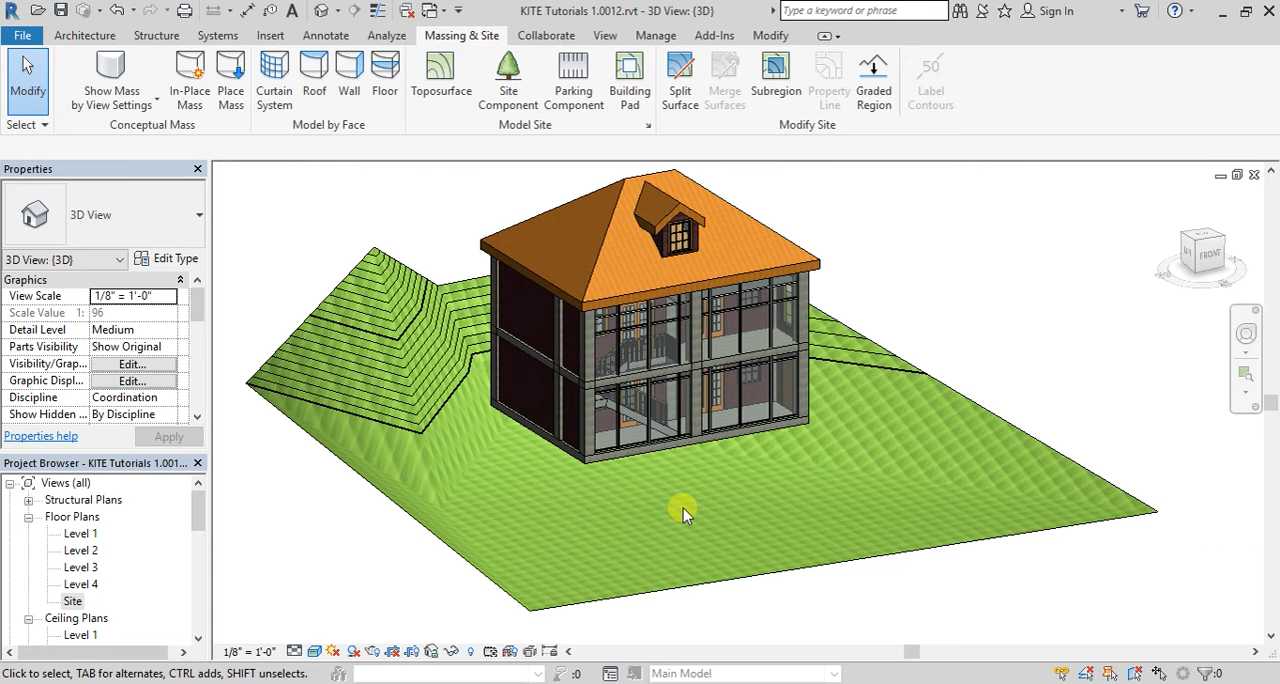 KITE Tutorials 1.0012.rvt - 3D View: {3D}
Type a keyword or phrase
Sign In
File Architecture Structure Systems Insert Annotate Analyze Massing & Site Collaborate View Manage Add-Ins Modify
Modify
Show Mass by View Settings
In-Place Mass
Place Mass
Curtain System
Roof
Wall
Floor
Toposurface
Site Component
Parking Component
Building Pad
Split Surface
Merge Surfaces
Subregion
Property Line
Graded Region
50
Label Contours
Select
Conceptual Mass
Model by Face
Model Site
Modify Site
Properties
3D View
3D View: {3D}
Edit Type
Graphics
View Scale 1/8" = 1'-0"
Scale Value 1: 96
Detail Level Medium
Parts Visibility Show Original
Visibility/Grap... Edit...
Graphic Displ... Edit...
Discipline Coordination
Show Hidden ... By Discipline
Properties help
Apply
Project Browser - KITE Tutorials 1.001...
Views (all)
Structural Plans
Floor Plans
Level 1
Level 2
Level 3
Level 4
Site
Ceiling Plans
Level 1
FRONT
1/8" = 1'-0"
Click to select, TAB for alternates, CTRL adds, SHIFT unselects.
:0
Main Model
:0